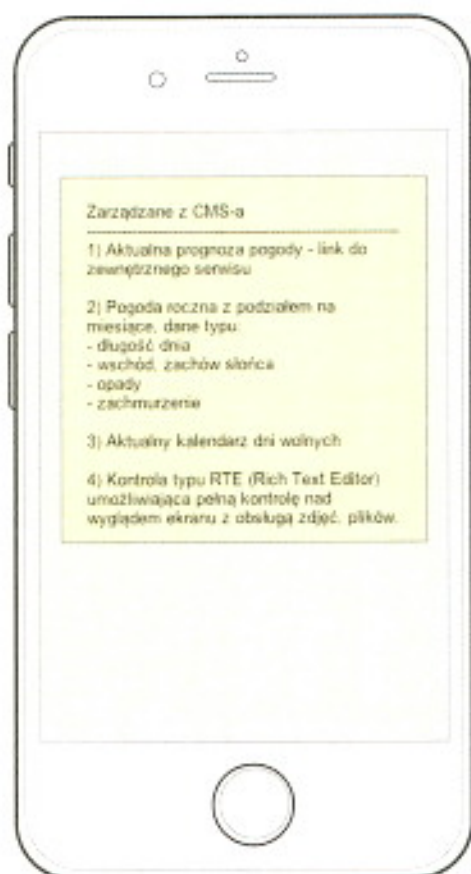 Zarządzane z CMS-a
1) Aktualna prognoza pogody - link do
zewnętrznego serwisu
2) Pogoda roczna z podziałem na
miesiące, dane typu:
- długość dnia
- wschód, zachów słońca
- opady
- zachmurzenie
3) Aktualny kalendarz dni wolnych
4) Kontrola typu RTE (Rich Text Editor)
umożliwiająca pełną kontrolę nad
wyglądem ekranu z obsługą zdjęć, plików.